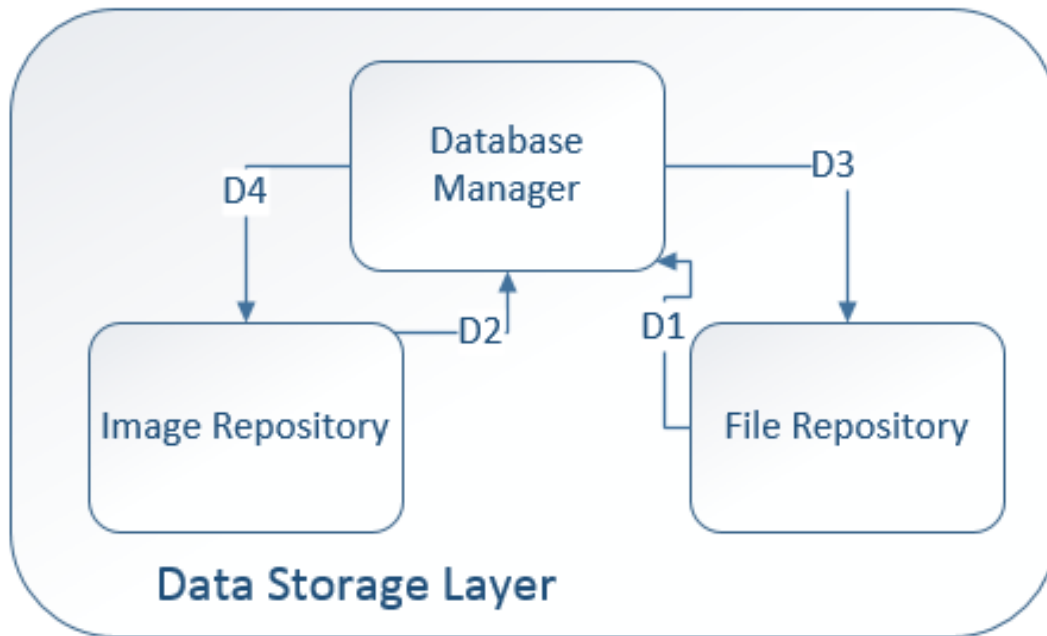 Database
Manager
D4
D3
D2
D1
Image Repository
File Repository
Data Storage Layer